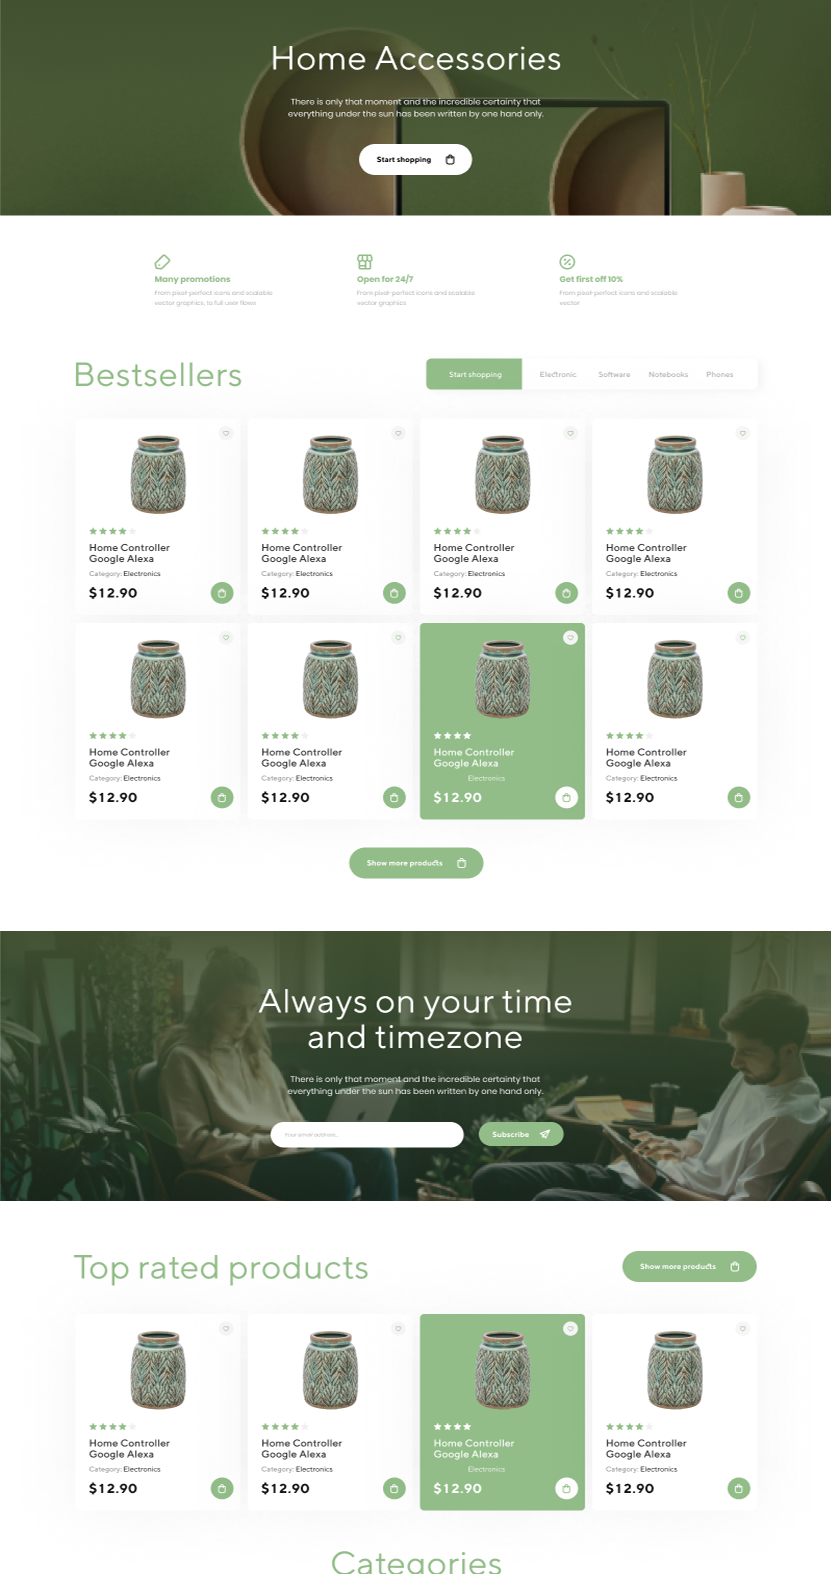 Home Accessories
There is only that moment and the incredible certainty that
everything under the sun has been written by one hand only.
Start shopping
Many promotions
From pixel-perfect icons and scalable
vector graphics, to full user flows
Open for 24/7
From pixel-perfect icons and scalable
vector graphics
Get first off 10%
From pixel-perfect icons and scalable
vector
Bestsellers
Start shopping
Electronic
Software
Notebooks
Phones
Home Controller
Google Alexa
Category: Electronics
$12.90
Home Controller
Google Alexa
Category: Electronics
$12.90
Home Controller
Google Alexa
Category: Electronics
$12.90
Home Controller
Google Alexa
Category: Electronics
$12.90
Home Controller
Google Alexa
Category: Electronics
$12.90
Home Controller
Google Alexa
Category: Electronics
$12.90
Home Controller
Google Alexa
Electronics
$12.90
Home Controller
Google Alexa
Category: Electronics
$12.90
Show more products
Always on your time
and timezone
There is only that moment and the incredible certainty that
everything under the sun has been written by one hand only.
Your email address..
Subscribe
Top rated products
Show more products
Home Controller
Google Alexa
Category: Electronics
$12.90
Home Controller
Google Alexa
Category: Electronics
$12.90
Home Controller
Google Alexa
Electronics
$12.90
Home Controller
Google Alexa
Category: Electronics
$12.90
Categories